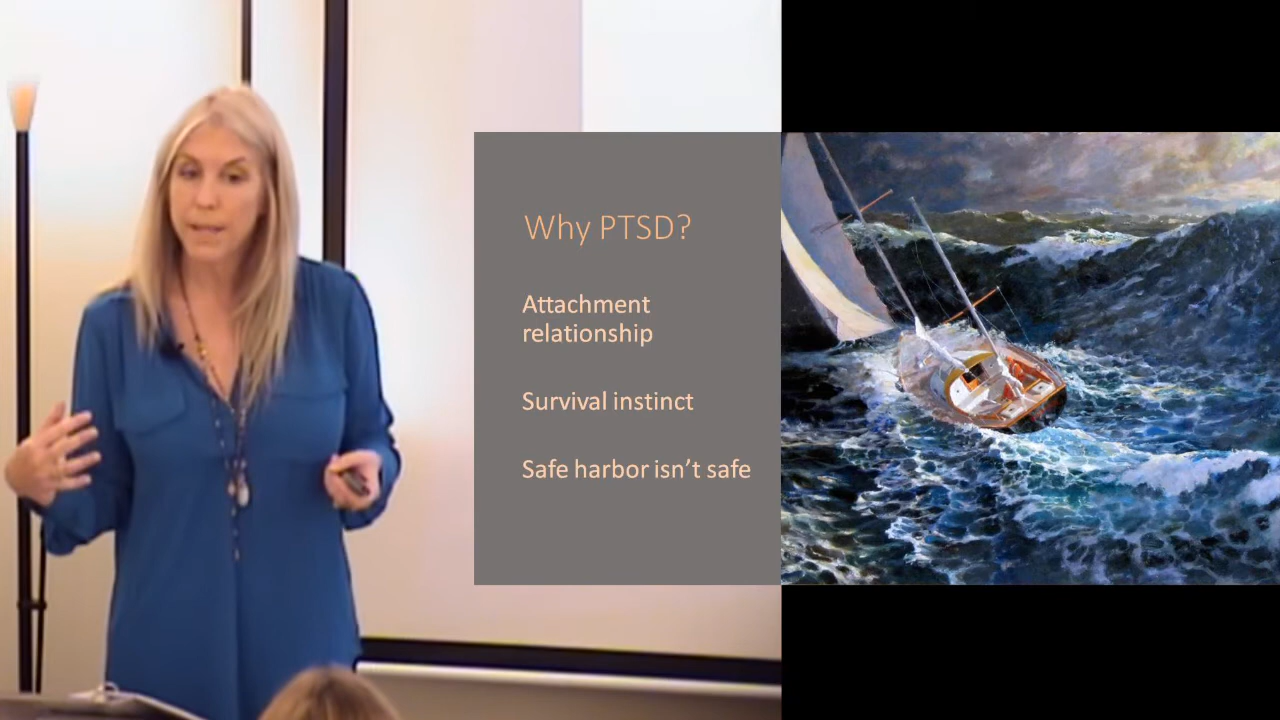 Why PTSD?
Attachment
relationship
Survival instinct
Safe harbor isn’t safe